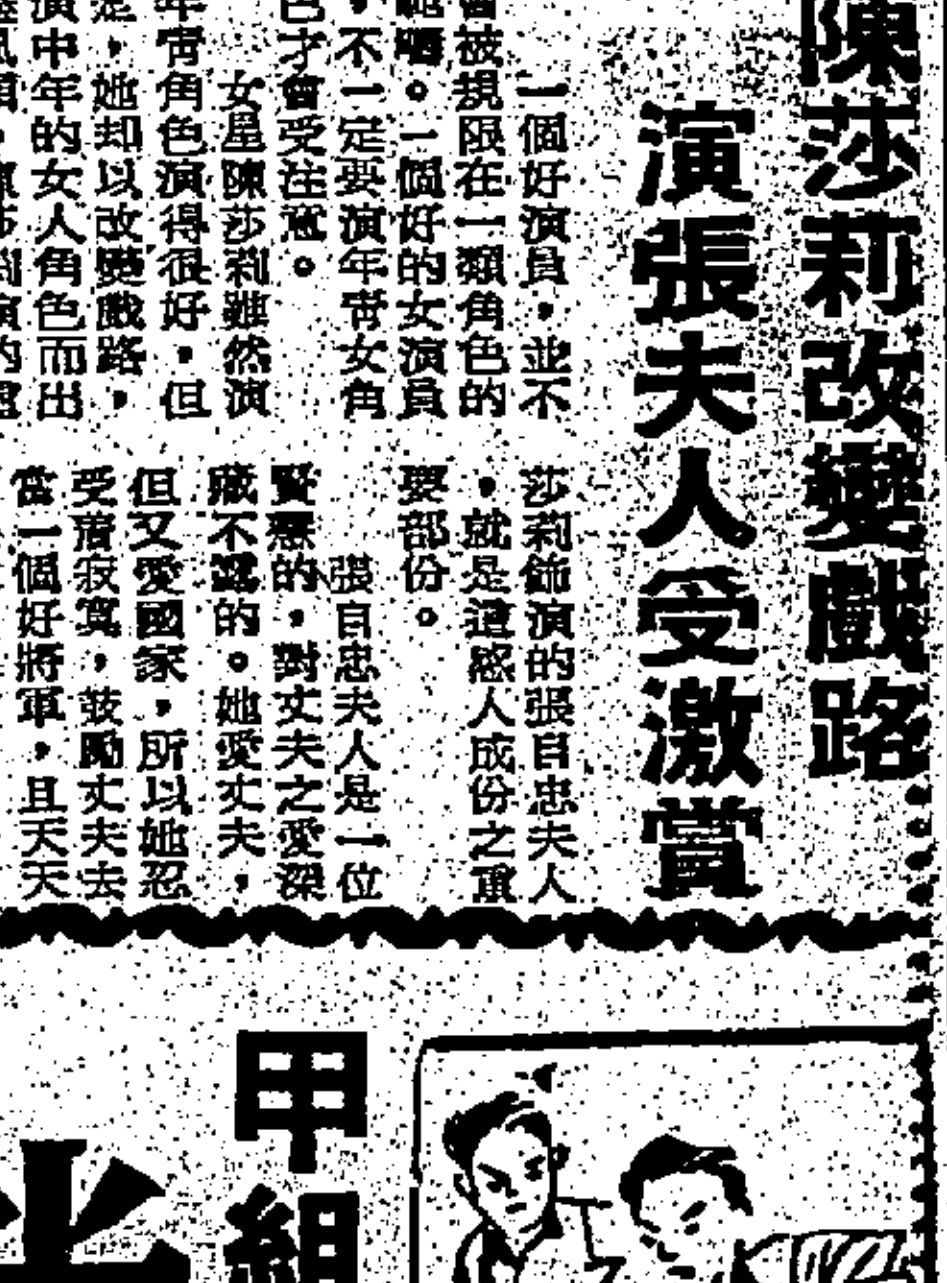 陳莎莉改變戲路
演張夫人受激賞
一個好演員，並不
會被規限在一類角色的
範疇。一個好的女演員
，不一定要演年青女角
色才會受注意。
女星陳莎莉雖然演
年青角色演得很好，但
是，她却以改變戲路，
演中年的女人角色而出
莎莉飾演的張自忠夫人
，就是這感人成份之重
要部份。
張自忠夫人是一位
賢慧的，對丈夫之愛深
藏不露的。她愛丈夫，
但又愛國家，所以她忍
受着寂寞，鼓勵丈夫去
當一個好將軍，且天天
甲組